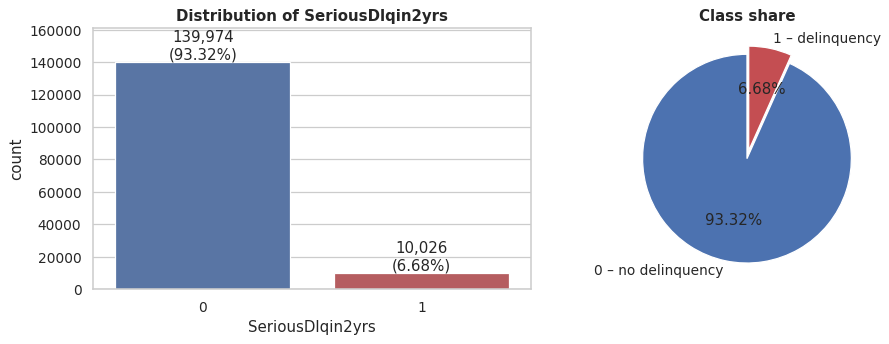 Distribution of SeriousDlqin2yrs
160000
140000
120000
100000
80000
60000
40000
20000
0
count
139,974
(93.32%)
10,026
(6.68%)
0
1
SeriousDlqin2yrs
Class share
1 – delinquency
6.68%
93.32%
0 – no delinquency